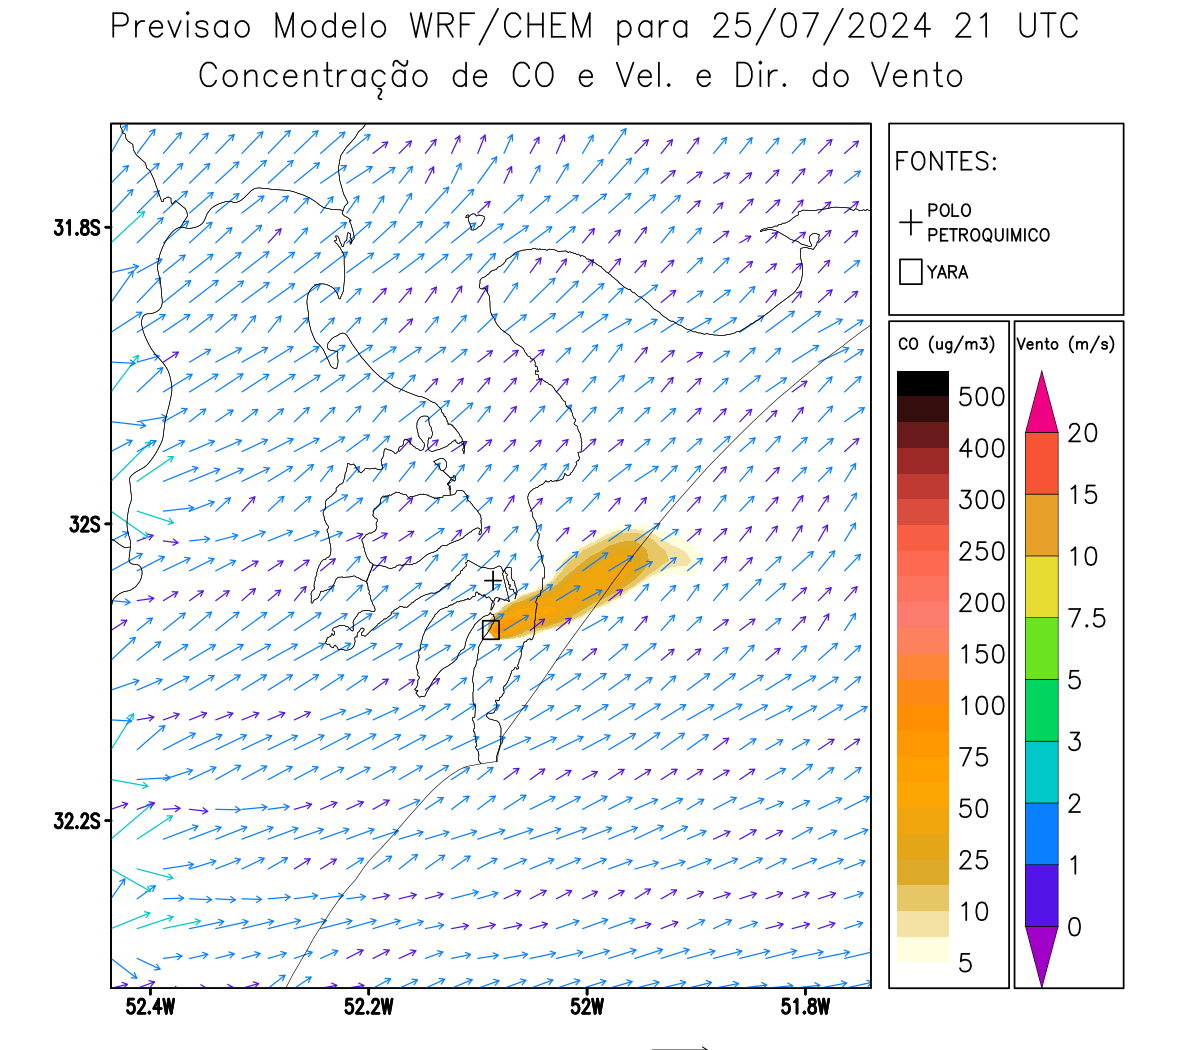 Previsao Modelo WRF/CHEM para 25/07/2024 21 UTC
Concentração de CO e Vel. e Dir. do Vento
FONTES:
POLO
PETROQUIMICO
YARA
CO (ug/m3)
500
400
300
250
200
150
100
75
50
25
10
5
Vento (m/s)
20
15
10
7.5
5
3
2
1
0
31.8S
32S
32.2S
52.4W 52.2W 52W 51.8W